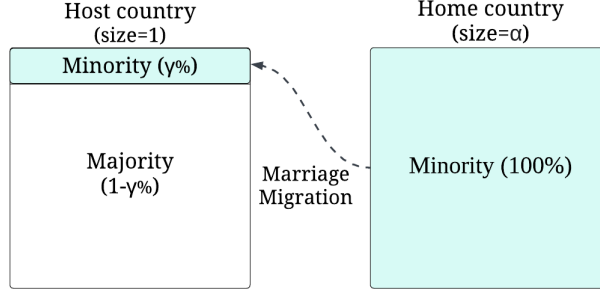 Host country
(size=1)
Minority (γ%)
Majority
(1-γ%)
Marriage
Migration
Home country
(size=α)
Minority (100%)